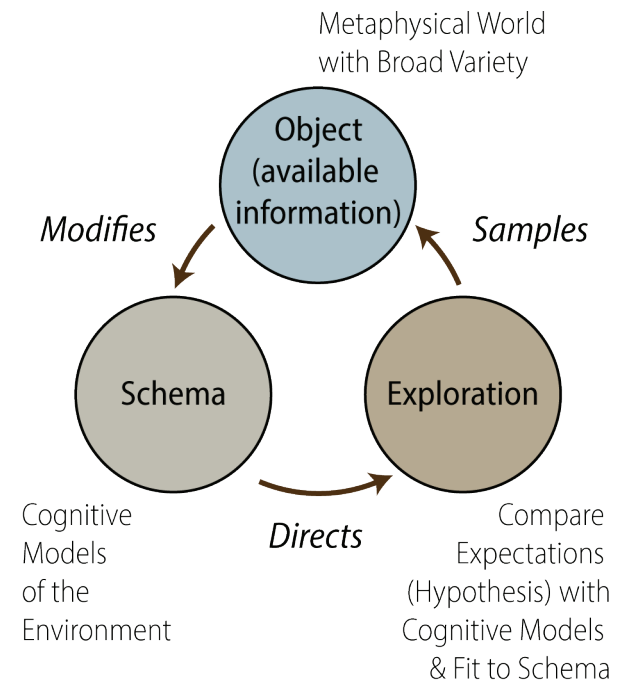 Metaphysical World
with Broad Variety
Object
(available
information)
Modifies
Samples
Schema
Exploration
Directs
Cognitive
Models
of the
Environment
Compare
Expectations
(Hypothesis) with
Cognitive Models
& Fit to Schema